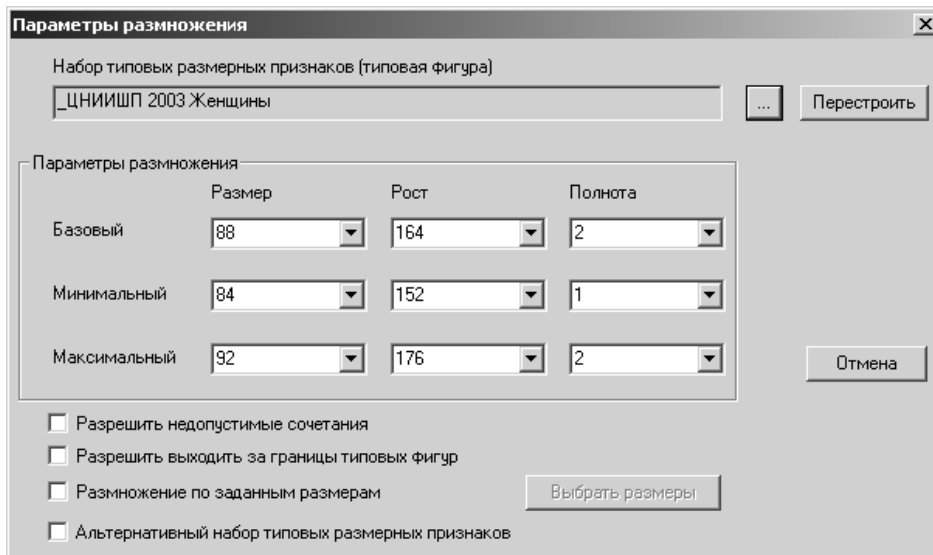 Параметры размножения
Набор типовых размерных признаков (типовая фигура)
_ЦНИИШП 2003 Женщины
...
Перестроить
Параметры размножения
Размер Рост Полнота
Базовый 88 164 2
Минимальный 84 152 1
Максимальный 92 176 2
Отмена
Разрешить недопустимые сочетания
Разрешить выходить за границы типовых фигур
Размножение по заданным размерам
Выбрать размеры
Альтернативный набор типовых размерных признаков